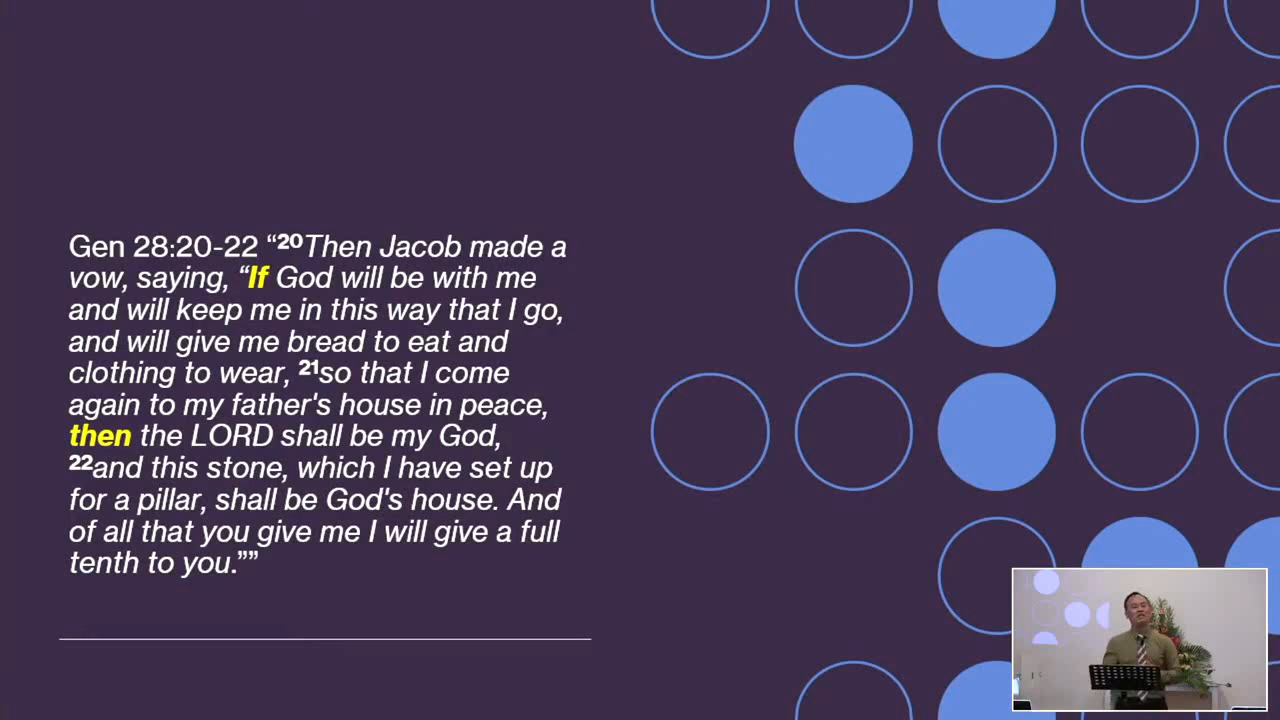 Gen 28:20-22 “20Then Jacob made a
vow, saying, “If God will be with me
and will keep me in this way that I go,
and will give me bread to eat and
clothing to wear, 21so that I come
again to my father's house in peace,
then the LORD shall be my God,
22and this stone, which I have set up
for a pillar, shall be God's house. And
of all that you give me I will give a full
tenth to you.””